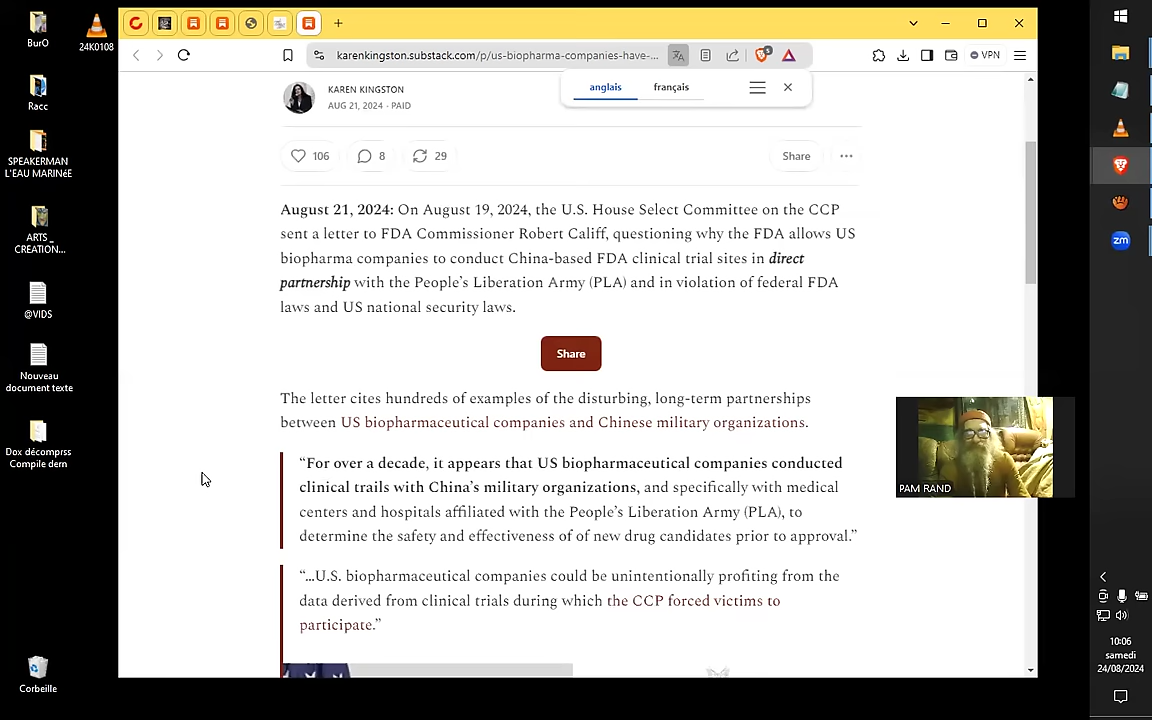 BurO
24K0108
Racc
SPEAKERMAN
L'EAU MARINéE
ARTS _
CREATION...
@VIDS
Nouveau
document texte
Dox décomprss
Compile dern
Corbeille
karenkingston.substack.com/p/us-biopharma-companies-have-...
VPN
anglais
français
KAREN KINGSTON
AUG 21, 2024 · PAID
106
8
29
Share
August 21, 2024: On August 19, 2024, the U.S. House Select Committee on the CCP
sent a letter to FDA Commissioner Robert Califf, questioning why the FDA allows US
biopharma companies to conduct China-based FDA clinical trial sites in direct
partnership with the People's Liberation Army (PLA) and in violation of federal FDA
laws and US national security laws.
Share
The letter cites hundreds of examples of the disturbing, long-term partnerships
between US biopharmaceutical companies and Chinese military organizations.
“For over a decade, it appears that US biopharmaceutical companies conducted
clinical trails with China's military organizations, and specifically with medical
centers and hospitals affiliated with the People's Liberation Army (PLA), to
determine the safety and effectiveness of of new drug candidates prior to approval.”
“…U.S. biopharmaceutical companies could be unintentionally profiting from the
data derived from clinical trials during which the CCP forced victims to
participate.”
PAM RAND
zm
10:06
samedi
24/08/2024